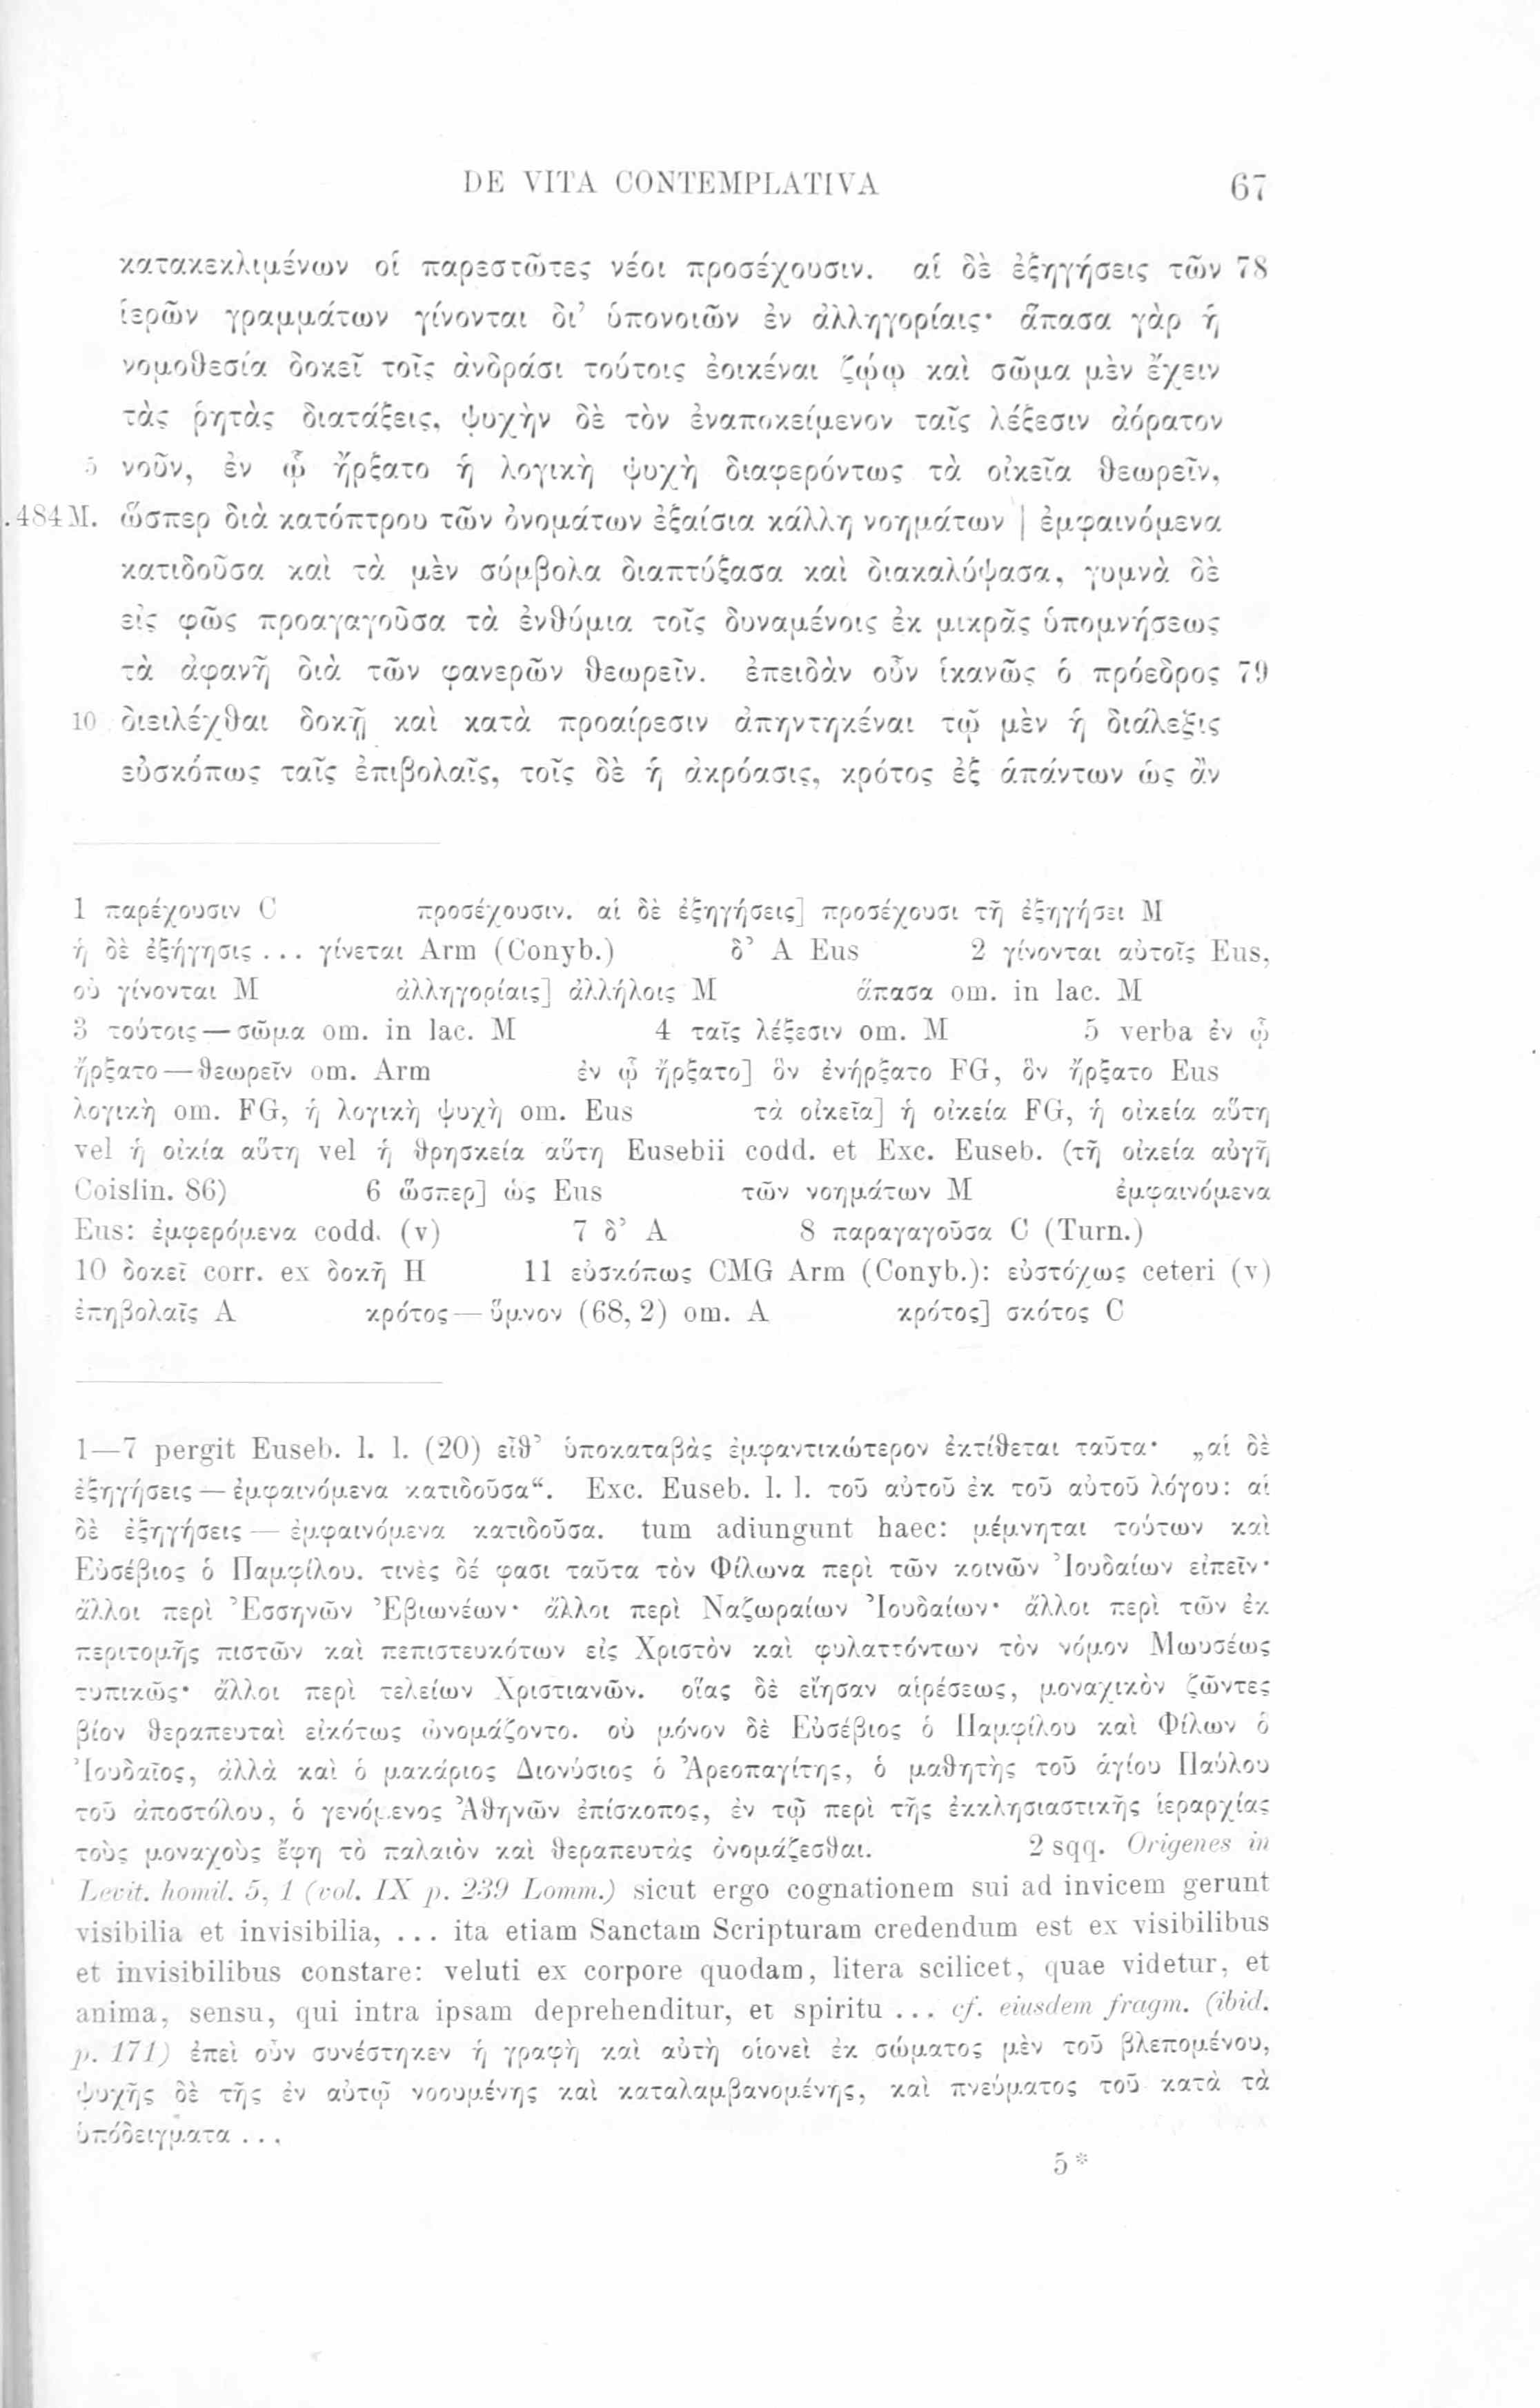 DE VITA CONTEMPLATIVA 67
κατακεκλιμένων οἱ παρεστῶτες νέοι προσέχουσιν. αἱ δὲ ἐξηγήσεις τῶν 78
ἱερῶν γραμμάτων γίνονται δι’ ὑπονοιῶν ἐν ἀλληγορίαις· ἅπασα γὰρ ἡ
νομοθεσία δοκεῖ τοῖς ἀνδράσι τούτοις ἐοικέναι ζῴῳ καὶ σῶμα μὲν ἔχειν
τὰς ῥητὰς διατάξεις, ψυχὴν δὲ τὸν ἐναποκείμενον ταῖς λέξεσιν ἀόρατον
5 νοῦν, ἐν ᾧ ἤρξατο ἡ λογικὴ ψυχὴ διαφερόντως τὰ οἰκεῖα θεωρεῖν,
.484 M. ὥσπερ διὰ κατόπτρου τῶν ὀνομάτων ἐξαίσια κάλλη νοημάτων | ἐμφαινόμενα
κατιδοῦσα καὶ τὰ μὲν σύμβολα διαπτύξασα καὶ διακαλύψασα, γυμνὰ δὲ
εἰς φῶς προαγαγοῦσα τὰ ἐνθύμια τοῖς δυναμένοις ἐκ μικρᾶς ὑπομνήσεως
τὰ ἀφανῆ διὰ τῶν φανερῶν θεωρεῖν. ἐπειδὰν οὖν ἱκανῶς ὁ πρόεδρος 79
10 διειλέχθαι δοκῇ καὶ κατὰ προαίρεσιν ἀπηντηκέναι τῷ μὲν ἡ διάλεξις
εὐσκόπως ταῖς ἐπιβολαῖς, τοῖς δὲ ἡ ἀκρόασις, κρότος ἐξ ἁπάντων ὡς ἂν
1 παρέχουσιν C προσέχουσιν. αἱ δὲ ἐξηγήσεις] προσέχουσι τῇ ἐξηγήσει M
ἡ δὲ ἐξήγησις ... γίνεται Arm (Conyb.) δ’ A Eus 2 γίνονται αὐτοῖς Eus,
οὐ γίνονται M ἀλληγορίαις] ἀλλήλοις M ἅπασα om. in lac. M
3 τούτοις — σῶμα om. in lac. M 4 ταῖς λέξεσιν om. M 5 verba ἐν ᾧ
ἤρξατο — θεωρεῖν om. Arm ἐν ᾧ ἤρξατο] ὃν ἐνήρξατο FG, ὃν ἤρξατο Eus
λογικὴ om. FG, ἡ λογικὴ ψυχὴ om. Eus τὰ οἰκεῖα] ἡ οἰκεία FG, ἡ οἰκεία αὕτη
vel ἡ οἰκία αὕτη vel ἡ θρησκεία αὕτη Eusebii codd. et Exc. Euseb. (τῇ οἰκεία αὐγῇ
Coislin. 86) 6 ὥσπερ] ὡς Eus τῶν νοημάτων M ἐμφαινόμενα
Eus: ἐμφερόμενα codd. (v) 7 δ’ A 8 παραγαγοῦσα C (Turn.)
10 δοκεῖ corr. ex δοκῆ H 11 εὐσκόπως CMG Arm (Conyb.): εὐστόχως ceteri (v)
ἐπηβολαῖς A κρότος — ὕμνον (68, 2) om. A κρότος] σκότος C
1—7 pergit Euseb. l. l. (20) εἶθ’ ὑποκαταβὰς ἐμφαντικώτερον ἐκτίθεται ταῦτα· „αἱ δὲ
ἐξηγήσεις — ἐμφαινόμενα κατιδοῦσα“. Exc. Euseb. l. l. τοῦ αὐτοῦ ἐκ τοῦ αὐτοῦ λόγου: αἱ
δὲ ἐξηγήσεις — ἐμφαινόμενα κατιδοῦσα. tum adiungunt haec: μέμνηται τούτων καὶ
Εὐσέβιος ὁ Παμφίλου. τινὲς δέ φασι ταῦτα τὸν Φίλωνα περὶ τῶν κοινῶν Ἰουδαίων εἰπεῖν·
ἄλλοι περὶ Ἐσσηνῶν Ἐβιωνέων· ἄλλοι περὶ Ναζωραίων Ἰουδαίων· ἄλλοι περὶ τῶν ἐκ
περιτομῆς πιστῶν καὶ πεπιστευκότων εἰς Χριστὸν καὶ φυλαττόντων τὸν νόμον Μωυσέως
τυπικῶς· ἄλλοι περὶ τελείων Χριστιανῶν. οἵας δὲ εἴησαν αἱρέσεως, μοναχικὸν ζῶντες
βίον θεραπευταὶ εἰκότως ὠνομάζοντο. οὐ μόνον δὲ Εὐσέβιος ὁ Παμφίλου καὶ Φίλων ὁ
Ἰουδαῖος, ἀλλὰ καὶ ὁ μακάριος Διονύσιος ὁ Ἀρεοπαγίτης, ὁ μαθητὴς τοῦ ἁγίου Παύλου
τοῦ ἀποστόλου, ὁ γενόμενος Ἀθηνῶν ἐπίσκοπος, ἐν τῷ περὶ τῆς ἐκκλησιαστικῆς ἱεραρχίας
τοὺς μοναχοὺς ἔφη τὸ παλαιὸν καὶ θεραπευτὰς ὀνομάζεσθαι. 2 sqq. Origenes in
Levit. homil. 5, 1 (vol. IX p. 239 Lomm.) sicut ergo cognationem sui ad invicem gerunt
visibilia et invisibilia, ... ita etiam Sanctam Scripturam credendum est ex visibilibus
et invisibilibus constare: veluti ex corpore quodam, litera scilicet, quae videtur, et
anima, sensu, qui intra ipsam deprehenditur, et spiritu ... cf. eiusdem fragm. (ibid.
p. 171) ἐπεὶ οὖν συνέστηκεν ἡ γραφὴ καὶ αὐτὴ οἱονεὶ ἐκ σώματος μὲν τοῦ βλεπομένου,
ψυχῆς δὲ τῆς ἐν αὐτῷ νοουμένης καὶ καταλαμβανομένης, καὶ πνεύματος τοῦ κατὰ τὰ
ὑπόδειγματα ...
5*